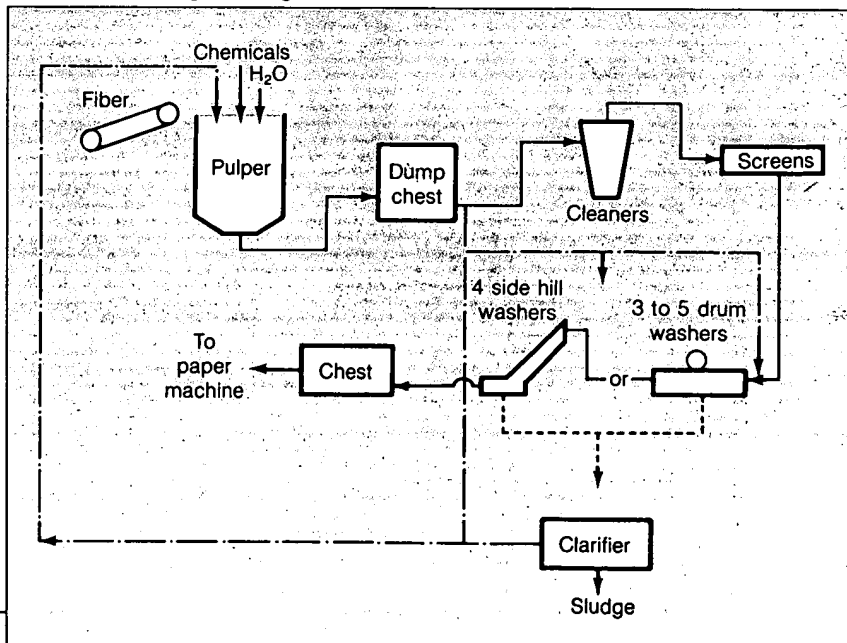 Chemicals
H₂O
Fiber
Pulper
Dump
chest
Cleaners
Screens
4 side hill
washers
3 to 5 drum
washers
To
paper
machine
Chest
or
Clarifier
Sludge